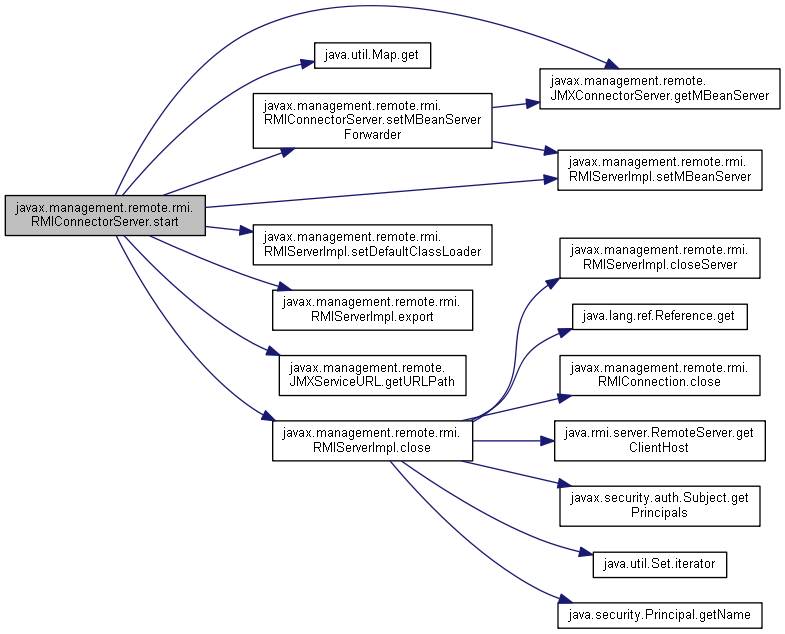 java.util.Map.get
javax.management.remote.
JMXConnectorServer.getMBeanServer
javax.management.remote.rmi.
RMIConnectorServer.setMBeanServer
Forwarder
javax.management.remote.rmi.
RMIServerImpl.setMBeanServer
javax.management.remote.rmi.
RMIConnectorServer.start
javax.management.remote.rmi.
RMIServerImpl.setDefaultClassLoader
javax.management.remote.rmi.
RMIServerImpl.closeServer
javax.management.remote.rmi.
RMIServerImpl.export
java.lang.ref.Reference.get
javax.management.remote.
JMXServiceURL.getURLPath
javax.management.remote.rmi.
RMIConnection.close
javax.management.remote.rmi.
RMIServerImpl.close
java.rmi.server.RemoteServer.get
ClientHost
javax.security.auth.Subject.get
Principals
java.util.Set.iterator
java.security.Principal.getName